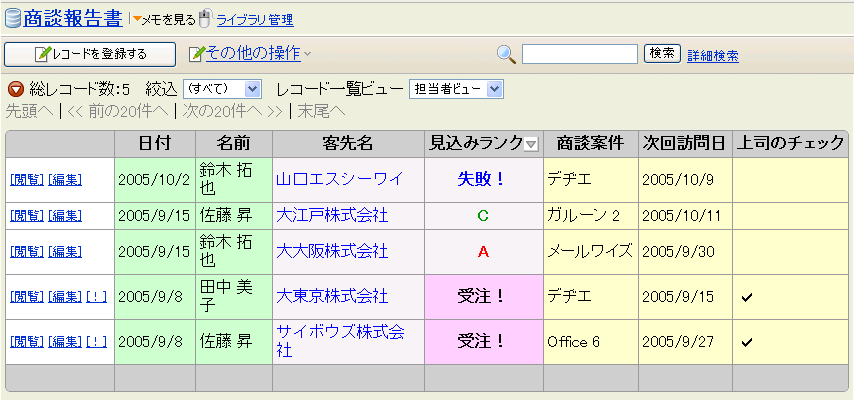 商談報告書 メモを見る ライブラリ管理
レコードを登録する その他の操作 検索 詳細検索
総レコード数:5 絞込 (すべて) レコード一覧ビュー 担当者ビュー
先頭へ | << 前の20件へ | 次の20件へ >> | 末尾へ
日付 名前 客先名 見込みランク 商談案件 次回訪問日 上司のチェック
[閲覧] [編集] 2005/10/2 鈴木 拓也 山口エスシーワイ 失敗！ デヂエ 2005/10/9
[閲覧] [編集] 2005/9/15 佐藤 昇 大江戸株式会社 C ガルーン 2 2005/10/11
[閲覧] [編集] 2005/9/15 鈴木 拓也 大大阪株式会社 A メールワイズ 2005/9/30
[閲覧] [編集] [！] 2005/9/8 田中 美子 大東京株式会社 受注！ デヂエ 2005/9/15 ✓
[閲覧] [編集] [！] 2005/9/8 佐藤 昇 サイボウズ株式会社 受注！ Office 6 2005/9/27 ✓